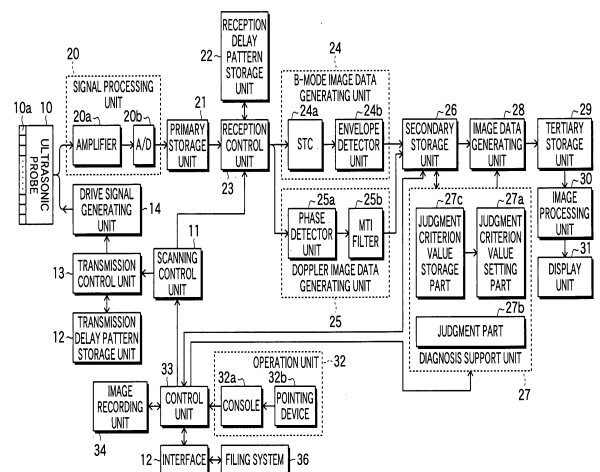 RECEPTION
DELAY
PATTERN
STORAGE
UNIT
22
20
SIGNAL PROCESSING
UNIT
24
B-MODE IMAGE DATA
GENERATING UNIT
10a 10
ULTRASONIC
PROBE
20a 20b
AMPLIFIER
A/D
21
PRIMARY
STORAGE
UNIT
RECEPTION
CONTROL
UNIT
23
24a 24b
STC
ENVELOPE
DETECTOR
UNIT
26
SECONDARY
STORAGE
UNIT
28
IMAGE DATA
GENERATING
UNIT
29
TERTIARY
STORAGE
UNIT
DRIVE SIGNAL
GENERATING
UNIT
14
25a 25b
PHASE
DETECTOR
UNIT
MTI
FILTER
DOPPLER IMAGE DATA
GENERATING UNIT
25
27c 27a
JUDGMENT
CRITERION
VALUE
STORAGE
PART
JUDGMENT
CRITERION
VALUE
SETTING
PART
27b
JUDGMENT PART
DIAGNOSIS SUPPORT UNIT
27
30
IMAGE
PROCESSING
UNIT
31
DISPLAY
UNIT
11
SCANNING
CONTROL
UNIT
13
TRANSMISSION
CONTROL UNIT
12
TRANSMISSION
DELAY PATTERN
STORAGE UNIT
OPERATION UNIT 32
32a 32b
CONSOLE
POINTING
DEVICE
33
CONTROL
UNIT
IMAGE
RECORDING
UNIT
34
12
INTERFACE
FILING SYSTEM
36